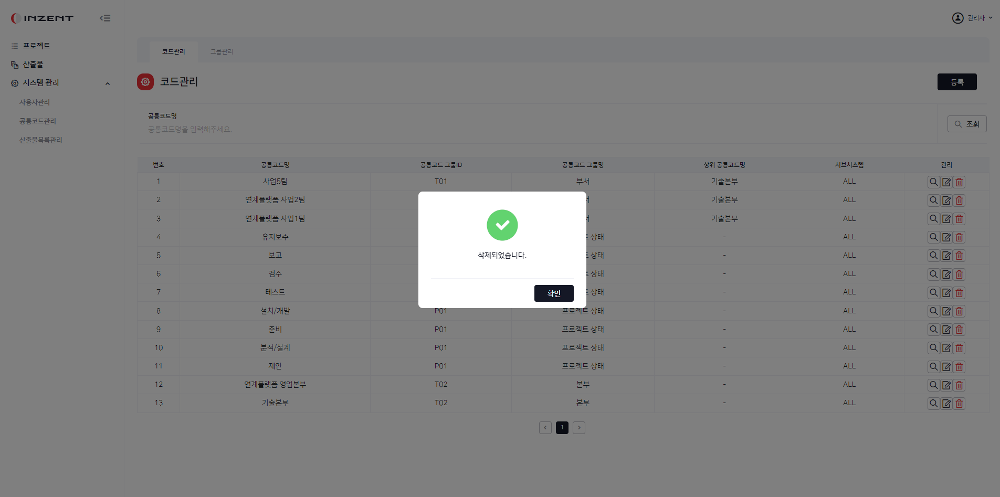 INZENT
관리자
프로젝트
산출물
시스템 관리
사용자관리
공통코드관리
산출물목록관리
코드관리 그룹관리
코드관리
등록
공통코드명
공통코드명을 입력해주세요.
조회
번호 공통코드명 공통코드 그룹ID 공통코드 그룹명 상위 공통코드명 서브시스템 관리
1 사업5팀 T01 부서 기술본부 ALL
2 연계플랫폼 사업2팀 서 기술본부 ALL
3 연계플랫폼 사업1팀 서 기술본부 ALL
4 유지보수 트 상태 - ALL
5 보고 트 상태 - ALL
6 검수 트 상태 - ALL
7 테스트 트 상태 - ALL
8 설치/개발 P01 프로젝트 상태 - ALL
9 준비 P01 프로젝트 상태 - ALL
10 분석/설계 P01 프로젝트 상태 - ALL
11 제안 P01 프로젝트 상태 - ALL
12 연계플랫폼 영업본부 T02 본부 - ALL
13 기술본부 T02 본부 - ALL
삭제되었습니다.
확인
< 1 >